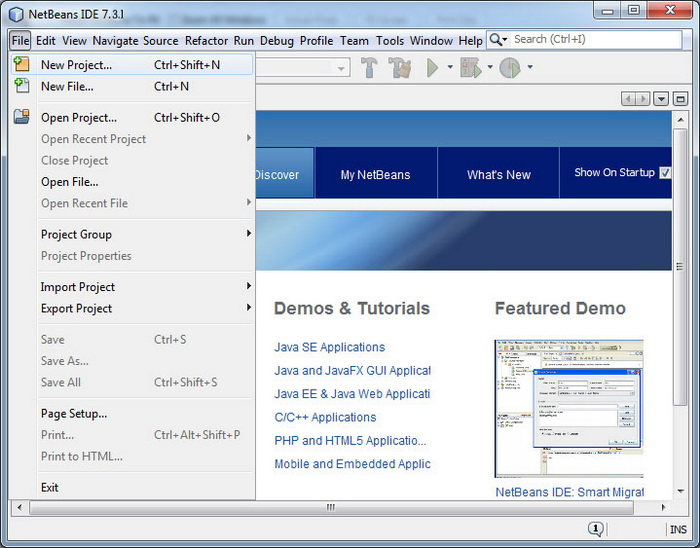 NetBeans IDE 7.3.1
File Edit View Navigate Source Refactor Run Debug Profile Team Tools Window Help Search (Ctrl+I)
New Project... Ctrl+Shift+N
New File... Ctrl+N
Open Project... Ctrl+Shift+O
Open Recent Project
Close Project
Open File...
Open Recent File
Project Group
Project Properties
Import Project
Export Project
Save Ctrl+S
Save As...
Save All Ctrl+Shift+S
Page Setup...
Print... Ctrl+Alt+Shift+P
Print to HTML...
Exit
Discover My NetBeans What's New Show On Startup
Demos & Tutorials
Java SE Applications
Java and JavaFX GUI Applicat
Java EE & Java Web Applicati
C/C++ Applications
PHP and HTML5 Applicatio...
Mobile and Embedded Applic
Featured Demo
NetBeans IDE: Smart Migrat
1 INS